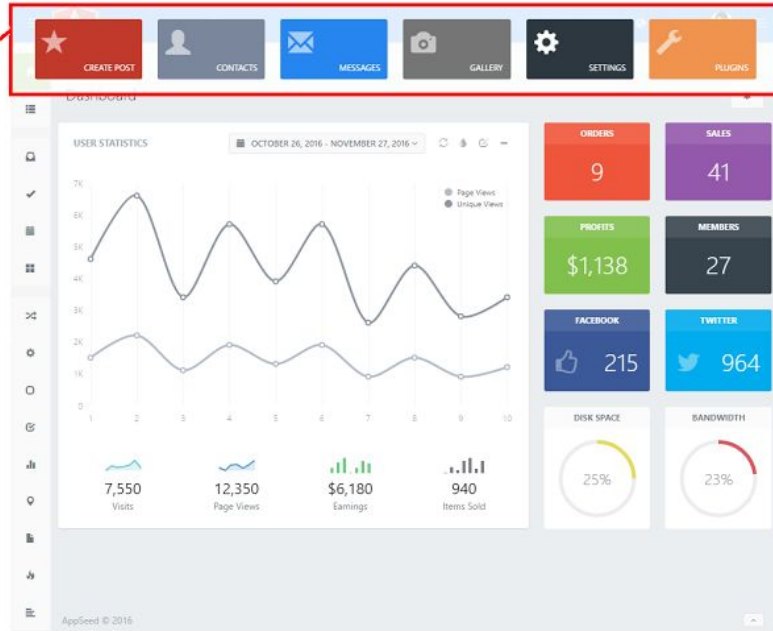 CREATE POST
CONTACTS
MESSAGES
GALLERY
SETTINGS
PLUGINS
Dashboard
USER STATISTICS
OCTOBER 26, 2016 - NOVEMBER 27, 2016
Page Views
Unique Views
7K
6K
5K
4K
3K
2K
1K
0
1 2 3 4 5 6 7 8 9 10
7,550
Visits
12,350
Page Views
$6,180
Earnings
940
Items Sold
ORDERS
9
SALES
41
PROFITS
$1,138
MEMBERS
27
FACEBOOK
215
TWITTER
964
DISK SPACE
25%
BANDWIDTH
23%
AppSeed © 2016